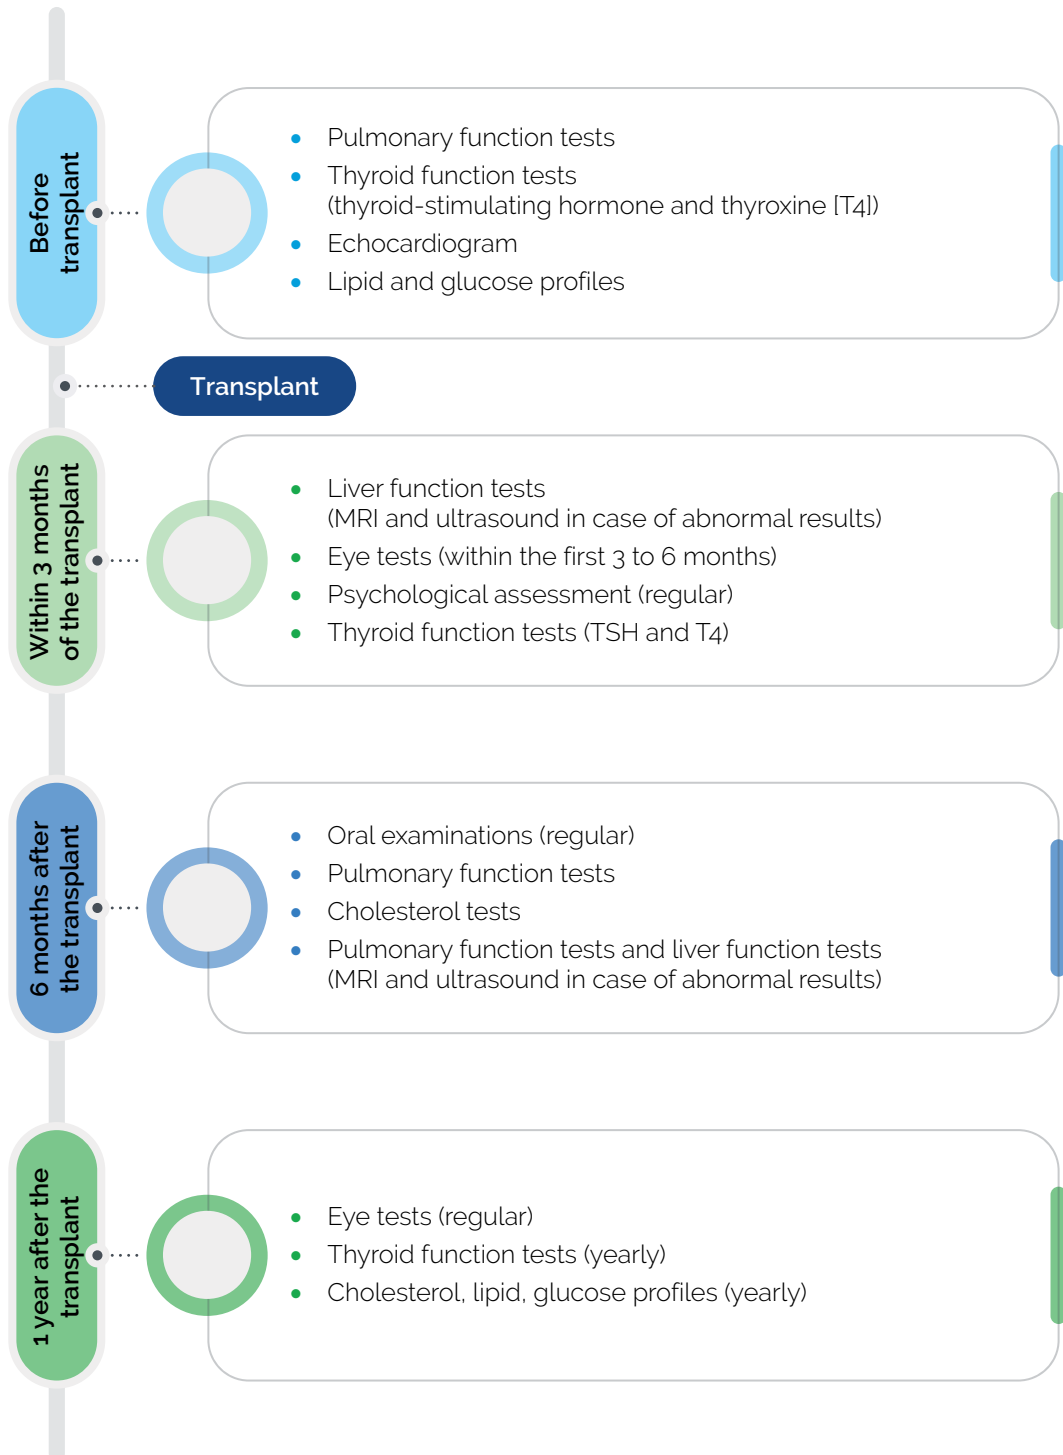 Before
transplant
• Pulmonary function tests
• Thyroid function tests
(thyroid-stimulating hormone and thyroxine [T4])
• Echocardiogram
• Lipid and glucose profiles
Transplant
Within 3 months
of the transplant
• Liver function tests
(MRI and ultrasound in case of abnormal results)
• Eye tests (within the first 3 to 6 months)
• Psychological assessment (regular)
• Thyroid function tests (TSH and T4)
6 months after
the transplant
• Oral examinations (regular)
• Pulmonary function tests
• Cholesterol tests
• Pulmonary function tests and liver function tests
(MRI and ultrasound in case of abnormal results)
1 year after the
transplant
• Eye tests (regular)
• Thyroid function tests (yearly)
• Cholesterol, lipid, glucose profiles (yearly)